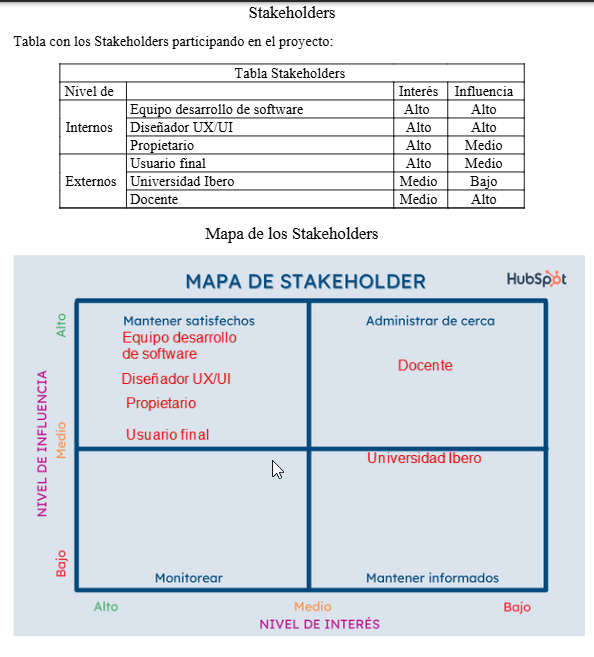 Stakeholders
Tabla con los Stakeholders participando en el proyecto:
Tabla Stakeholders
Nivel de Interés Influencia
Internos
Equipo desarrollo de software Alto Alto
Diseñador UX/UI Alto Alto
Propietario Alto Medio
Externos
Usuario final Alto Medio
Universidad Ibero Medio Bajo
Docente Medio Alto
Mapa de los Stakeholders
MAPA DE STAKEHOLDER
HubSpot
NIVEL DE INFLUENCIA
Alto
Medio
Bajo
Mantener satisfechos
Equipo desarrollo
de software
Diseñador UX/UI
Propietario
Usuario final
Administrar de cerca
Docente
Universidad Ibero
Monitorear
Mantener informados
Alto Medio Bajo
NIVEL DE INTERÉS